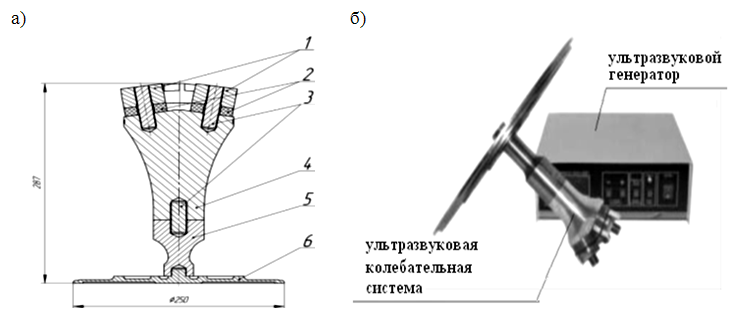 а)
б)
1
2
3
4
5
6
287
ø250
ультразвуковой
генератор
ультразвуковая
колебательная
система